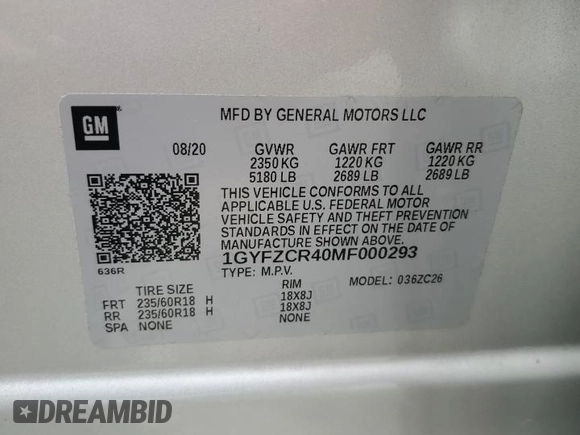 GM
MFD BY GENERAL MOTORS LLC
08/20 GVWR GAWR FRT GAWR RR
2350 KG 1220 KG 1220 KG
5180 LB 2689 LB 2689 LB
THIS VEHICLE CONFORMS TO ALL
APPLICABLE U.S. FEDERAL MOTOR
VEHICLE SAFETY AND THEFT PREVENTION
STANDARDS IN EFFECT ON THE DATE OF
MANUFACTURE SHOWN ABOVE.
1GYFZCR40MF000293
636R
TYPE: M.P.V. MODEL: 036ZC26
TIRE SIZE RIM
FRT 235/60R18 H 18X8J
RR 235/60R18 H 18X8J
SPA NONE NONE
DREAMBID